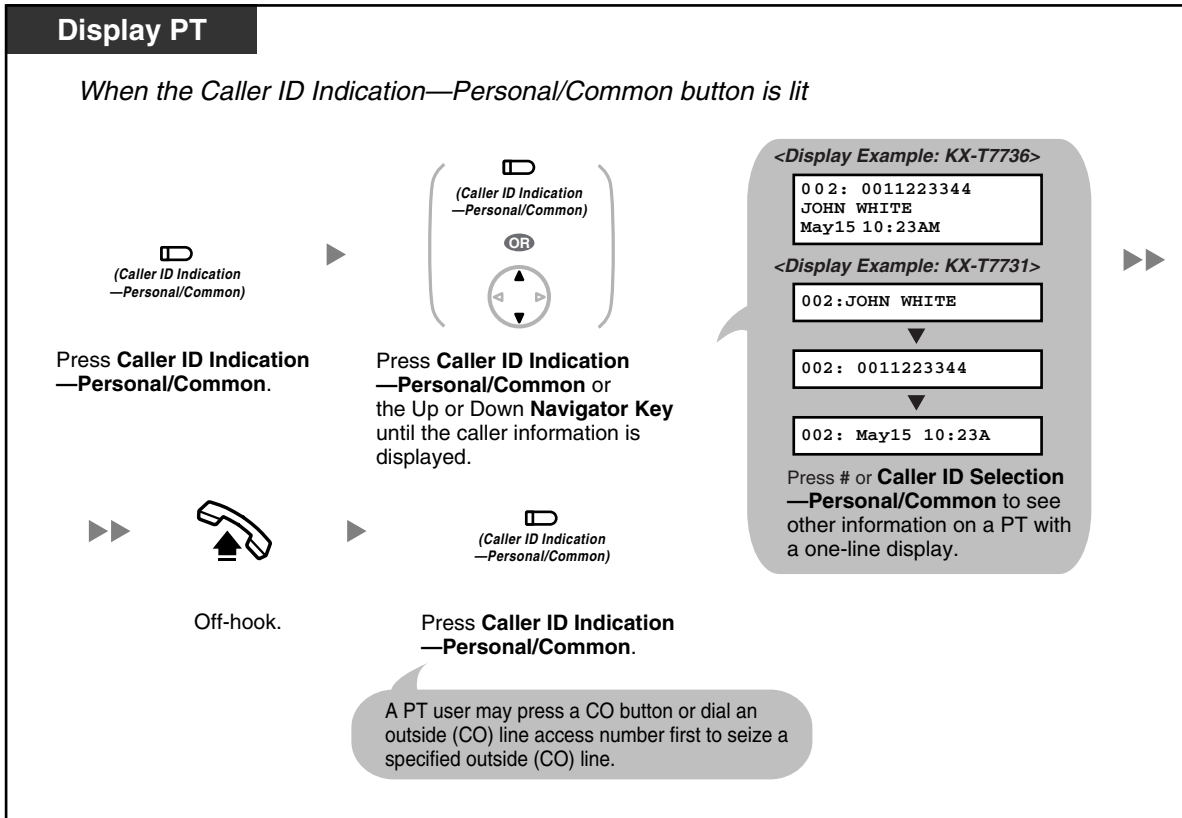 Display PT
When the Caller ID Indication—Personal/Common button is lit
(Caller ID Indication
—Personal/Common)
Press Caller ID Indication
—Personal/Common.
(Caller ID Indication
—Personal/Common)
OR
Press Caller ID Indication
—Personal/Common or
the Up or Down Navigator Key
until the caller information is
displayed.
<Display Example: KX-T7736>
002: 0011223344
JOHN WHITE
May15 10:23AM
<Display Example: KX-T7731>
002:JOHN WHITE
002: 0011223344
002: May15 10:23A
Press # or Caller ID Selection
—Personal/Common to see
other information on a PT with
a one-line display.
Off-hook.
(Caller ID Indication
—Personal/Common)
Press Caller ID Indication
—Personal/Common.
A PT user may press a CO button or dial an
outside (CO) line access number first to seize a
specified outside (CO) line.